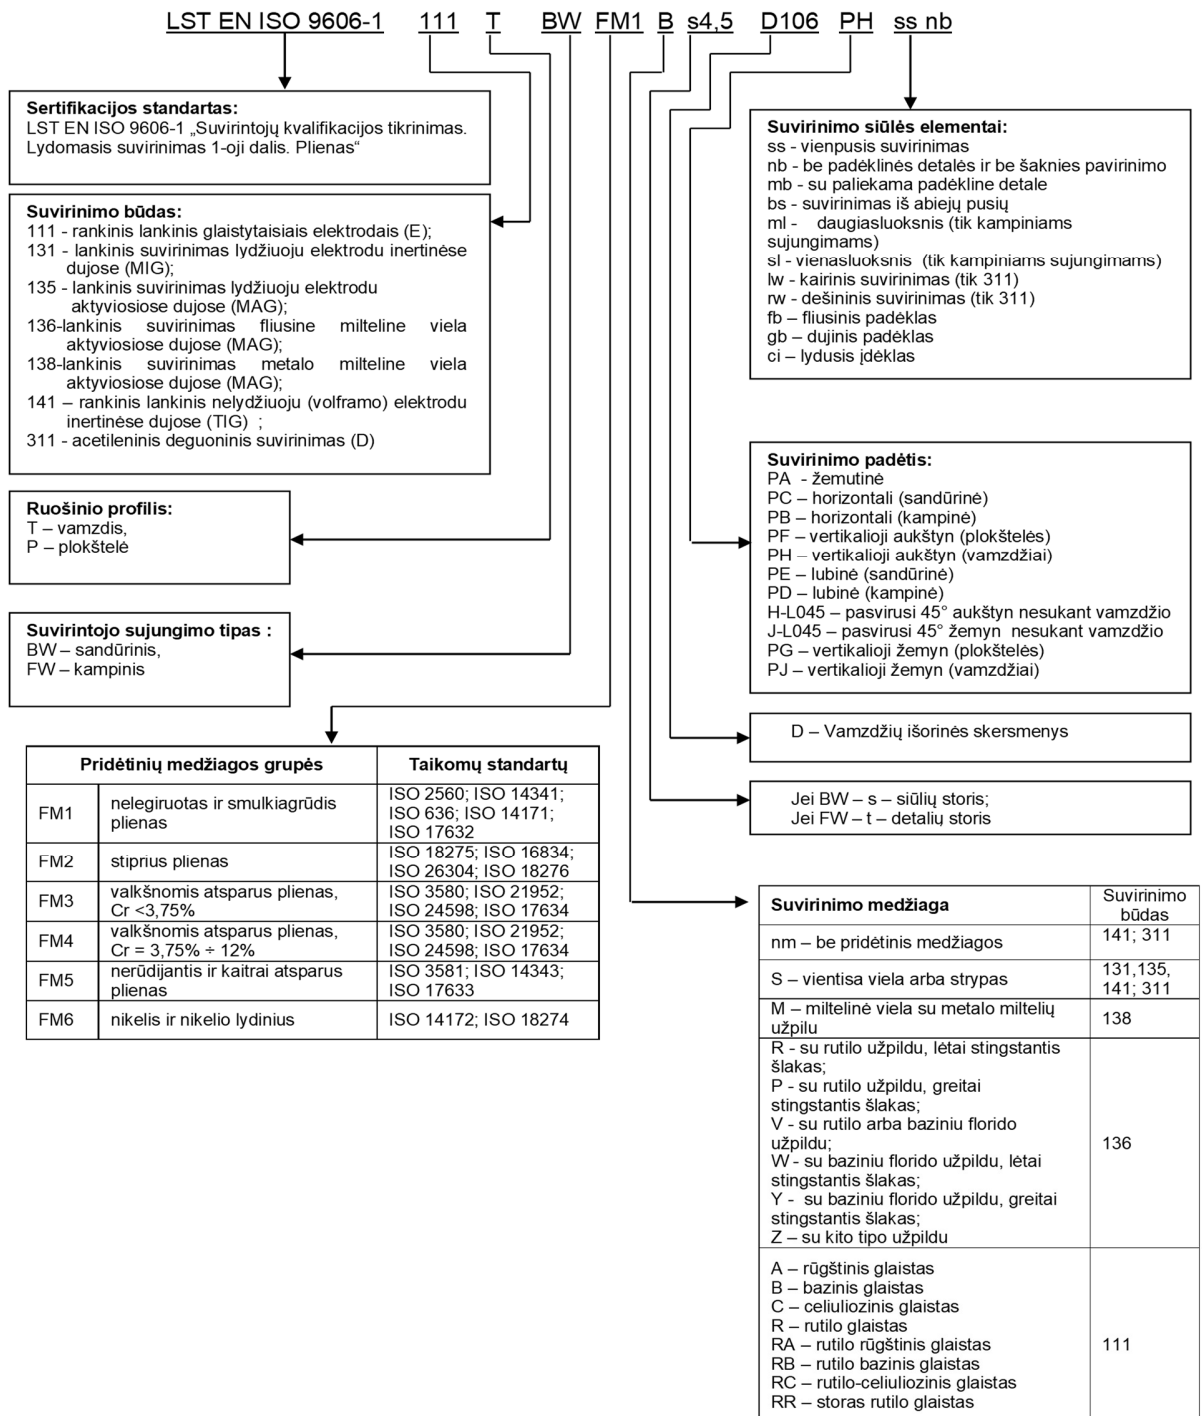 LST EN ISO 9606-1 111 T BW FM1 B s4,5 D106 PH ss nb
Sertifikacijos standartas:
LST EN ISO 9606-1 „Suvirintojų kvalifikacijos tikrinimas.
Lydomasis suvirinimas 1-oji dalis. Plienas“
Suvirinimo būdas:
111 - rankinis lankinis glaistytaisiais elektrodais (E);
131 - lankinis suvirinimas lydžiuoju elektrodu inertinėse
dujose (MIG);
135 - lankinis suvirinimas lydžiuoju elektrodu
aktyviosiose dujose (MAG);
136-lankinis suvirinimas fliusine milteline viela
aktyviosiose dujose (MAG);
138-lankinis suvirinimas metalo milteline viela
aktyviosiose dujose (MAG);
141 – rankinis lankinis nelydžiuoju (volframo) elektrodu
inertinėse dujose (TIG) ;
311 - acetileninis deguoninis suvirinimas (D)
Ruošinio profilis:
T – vamzdis,
P – plokštelė
Suvirintojo sujungimo tipas :
BW – sandūrinis,
FW – kampinis
Pridėtinių medžiagos grupės
Taikomų standartų
FM1
nelegiruotas ir smulkiagrūdis
plienas
ISO 2560; ISO 14341;
ISO 636; ISO 14171;
ISO 17632
FM2
stiprius plienas
ISO 18275; ISO 16834;
ISO 26304; ISO 18276
FM3
valkšnomis atsparus plienas,
Cr <3,75%
ISO 3580; ISO 21952;
ISO 24598; ISO 17634
FM4
valkšnomis atsparus plienas,
Cr = 3,75% ÷ 12%
ISO 3580; ISO 21952;
ISO 24598; ISO 17634
FM5
nerūdijantis ir kaitrai atsparus
plienas
ISO 3581; ISO 14343;
ISO 17633
FM6
nikelis ir nikelio lydinius
ISO 14172; ISO 18274
Suvirinimo siūlės elementai:
ss - vienpusis suvirinimas
nb - be padėklinės detalės ir be šaknies pavirinimo
mb - su paliekama padėkline detale
bs - suvirinimas iš abiejų pusių
ml - daugiasluoksnis (tik kampiniams
sujungimams)
sl - vienasluoksnis (tik kampiniams sujungimams)
lw - kairinis suvirinimas (tik 311)
rw - dešininis suvirinimas (tik 311)
fb – fliusinis padėklas
gb – dujinis padėklas
ci – lydusis įdėklas
Suvirinimo padėtis:
PA - žemutinė
PC – horizontali (sandūrinė)
PB – horizontali (kampinė)
PF – vertikalioji aukštyn (plokštelės)
PH – vertikalioji aukštyn (vamzdžiai)
PE – lubinė (sandūrinė)
PD – lubinė (kampinė)
H-L045 – pasvirusi 45° aukštyn nesukant vamzdžio
J-L045 – pasvirusi 45° žemyn nesukant vamzdžio
PG – vertikalioji žemyn (plokštelės)
PJ – vertikalioji žemyn (vamzdžiai)
D – Vamzdžių išorinės skersmenys
Jei BW – s – siūlių storis;
Jei FW – t – detalių storis
Suvirinimo medžiaga
Suvirinimo
būdas
nm – be pridėtinis medžiagos
141; 311
S – vientisa viela arba strypas
131,135,
141; 311
M – miltelinė viela su metalo miltelių
užpilu
138
R - su rutilo užpildu, lėtai stingstantis
šlakas;
P - su rutilo užpildu, greitai
stingstantis šlakas;
V - su rutilo arba baziniu florido
užpildu;
W - su baziniu florido užpildu, lėtai
stingstantis šlakas;
Y - su baziniu florido užpildu, greitai
stingstantis šlakas;
Z – su kito tipo užpildu
136
A – rūgštinis glaistas
B – bazinis glaistas
C – celiuliozinis glaistas
R – rutilo glaistas
RA – rutilo rūgštinis glaistas
RB – rutilo bazinis glaistas
RC – rutilo-celiuliozinis glaistas
RR – storas rutilo glaistas
111